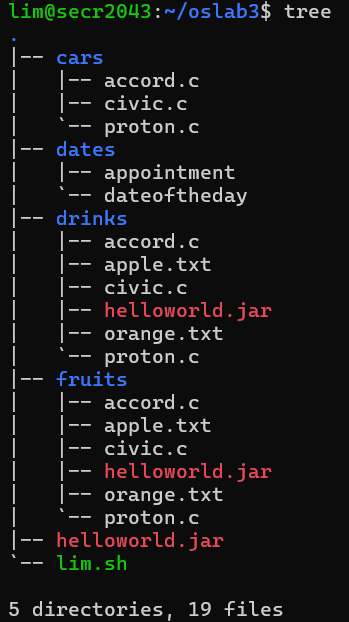 lim@secr2043:~/oslab3$ tree
.
|-- cars
|   |-- accord.c
|   |-- civic.c
|   `-- proton.c
|-- dates
|   |-- appointment
|   `-- dateoftheday
|-- drinks
|   |-- accord.c
|   |-- apple.txt
|   |-- civic.c
|   |-- helloworld.jar
|   |-- orange.txt
|   `-- proton.c
|-- fruits
|   |-- accord.c
|   |-- apple.txt
|   |-- civic.c
|   |-- helloworld.jar
|   |-- orange.txt
|   `-- proton.c
|-- helloworld.jar
`-- lim.sh
5 directories, 19 files